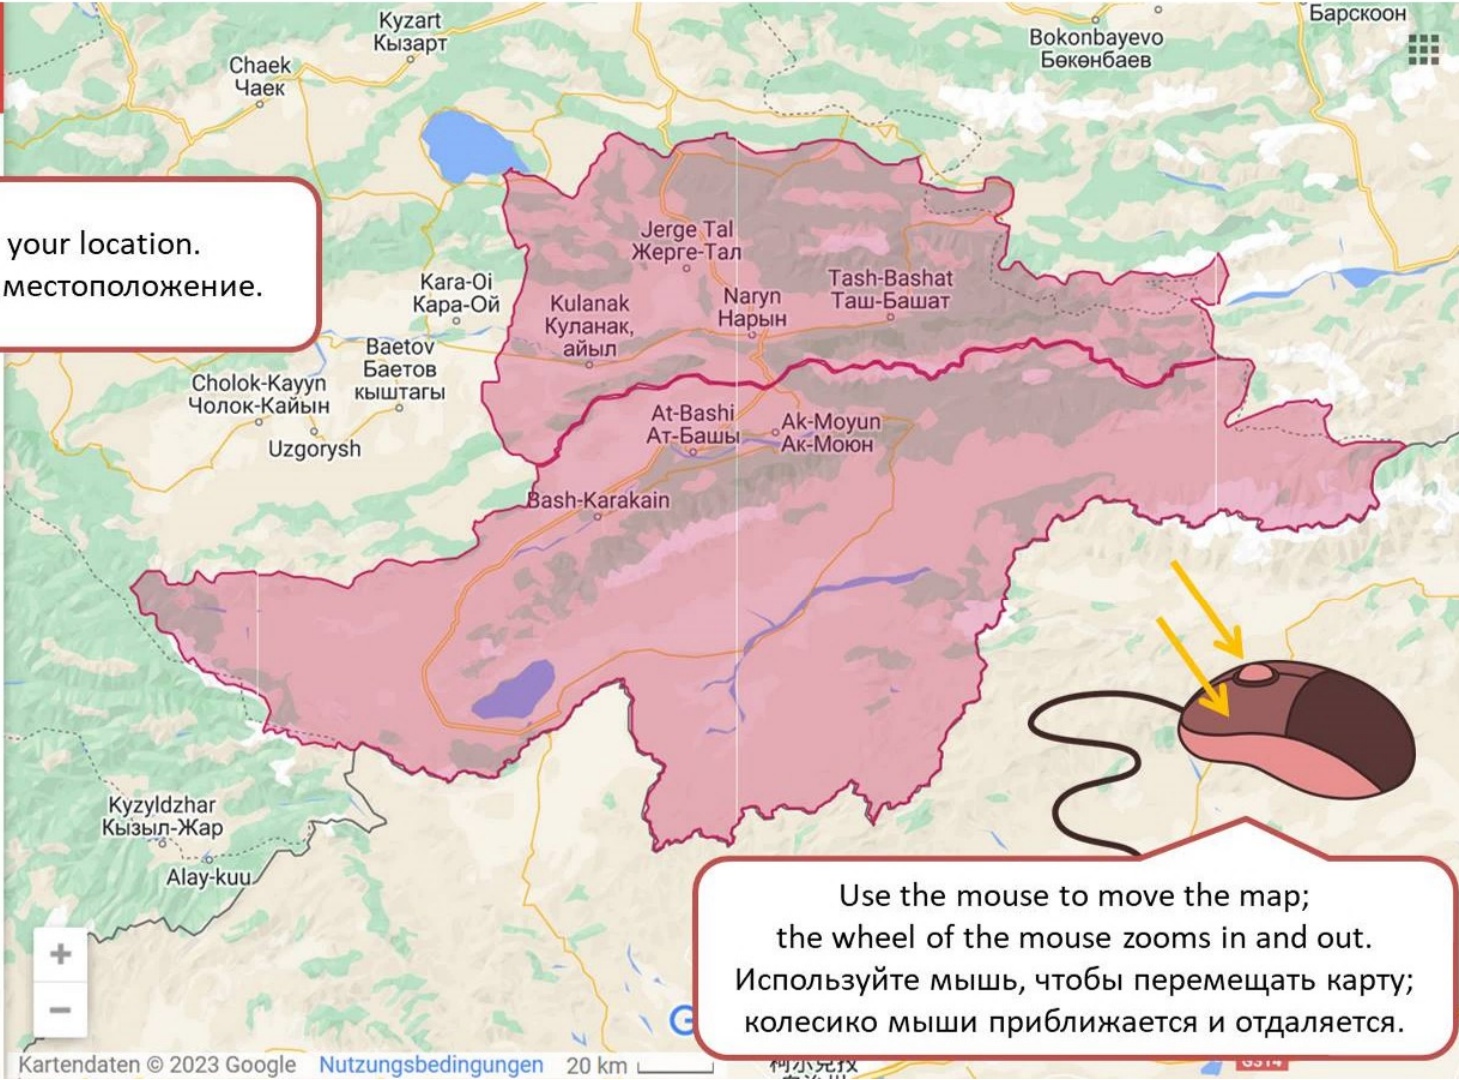 Kyzart
Кызарт
Chaek
Чаек
Bokonbayevo
Бөкөнбаев
Барскоон
your location.
местоположение.
Jerge Tal
Жерге-Тал
Kara-Oi
Кара-Ой
Kulanak
Куланак,
айыл
Naryn
Нарын
Tash-Bashat
Таш-Башат
Baetov
Баетов
кыштагы
Cholok-Kayyn
Чолок-Кайын
Uzgorysh
At-Bashi
Ат-Башы
Ak-Moyun
Ак-Моюн
Bash-Karakain
Kyzyldzhar
Кызыл-Жар
Alay-kuu
Use the mouse to move the map;
the wheel of the mouse zooms in and out.
Используйте мышь, чтобы перемещать карту;
колесико мыши приближается и отдаляется.
+
−
G
Kartendaten © 2023 Google Nutzungsbedingungen 20 km
G314